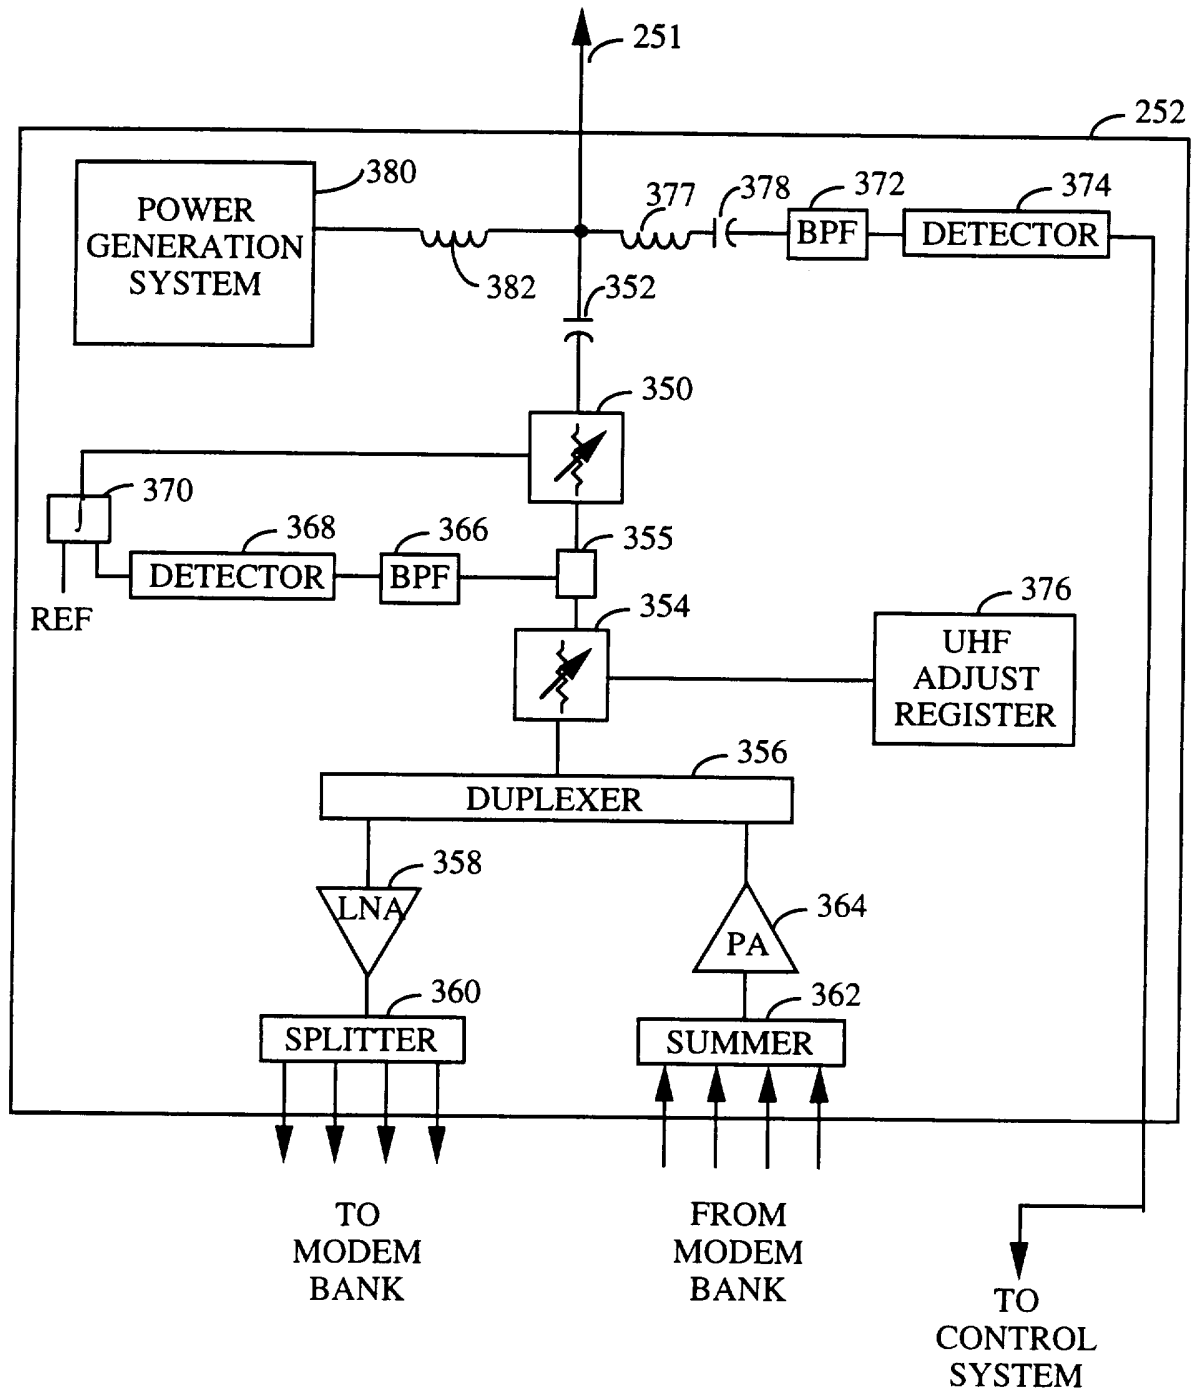 251
252
380
POWER
GENERATION
SYSTEM
382
377
378
372
BPF
374
DETECTOR
352
350
370
REF
368
DETECTOR
366
BPF
355
354
376
UHF
ADJUST
REGISTER
356
DUPLEXER
358
LNA
364
PA
360
SPLITTER
362
SUMMER
TO
MODEM
BANK
FROM
MODEM
BANK
TO
CONTROL
SYSTEM